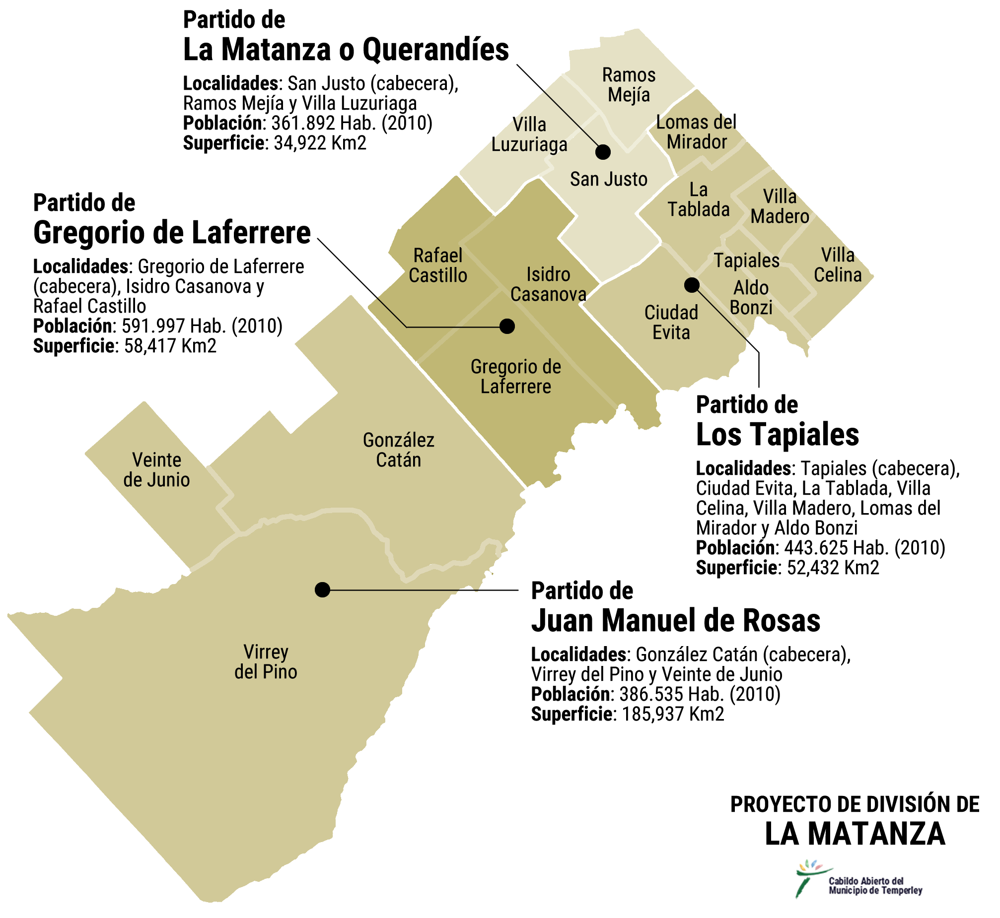 Partido de
La Matanza o Querandíes
Localidades: San Justo (cabecera),
Ramos Mejía y Villa Luzuriaga
Población: 361.892 Hab. (2010)
Superficie: 34,922 Km2
Ramos
Mejía
Villa
Luzuriaga
Lomas del
Mirador
San Justo
La
Tablada
Villa
Madero
Partido de
Gregorio de Laferrere
Localidades: Gregorio de Laferrere
(cabecera), Isidro Casanova y
Rafael Castillo
Población: 591.997 Hab. (2010)
Superficie: 58,417 Km2
Rafael
Castillo
Isidro
Casanova
Tapiales
Villa
Celina
Aldo
Bonzi
Ciudad
Evita
Gregorio de
Laferrere
Partido de
Los Tapiales
Localidades: Tapiales (cabecera),
Ciudad Evita, La Tablada, Villa
Celina, Villa Madero, Lomas del
Mirador y Aldo Bonzi
Población: 443.625 Hab. (2010)
Superficie: 52,432 Km2
González
Catán
Veinte
de Junio
Partido de
Juan Manuel de Rosas
Localidades: González Catán (cabecera),
Virrey del Pino y Veinte de Junio
Población: 386.535 Hab. (2010)
Superficie: 185,937 Km2
Virrey
del Pino
PROYECTO DE DIVISIÓN DE
LA MATANZA
Cabildo Abierto del
Municipio de Temperley